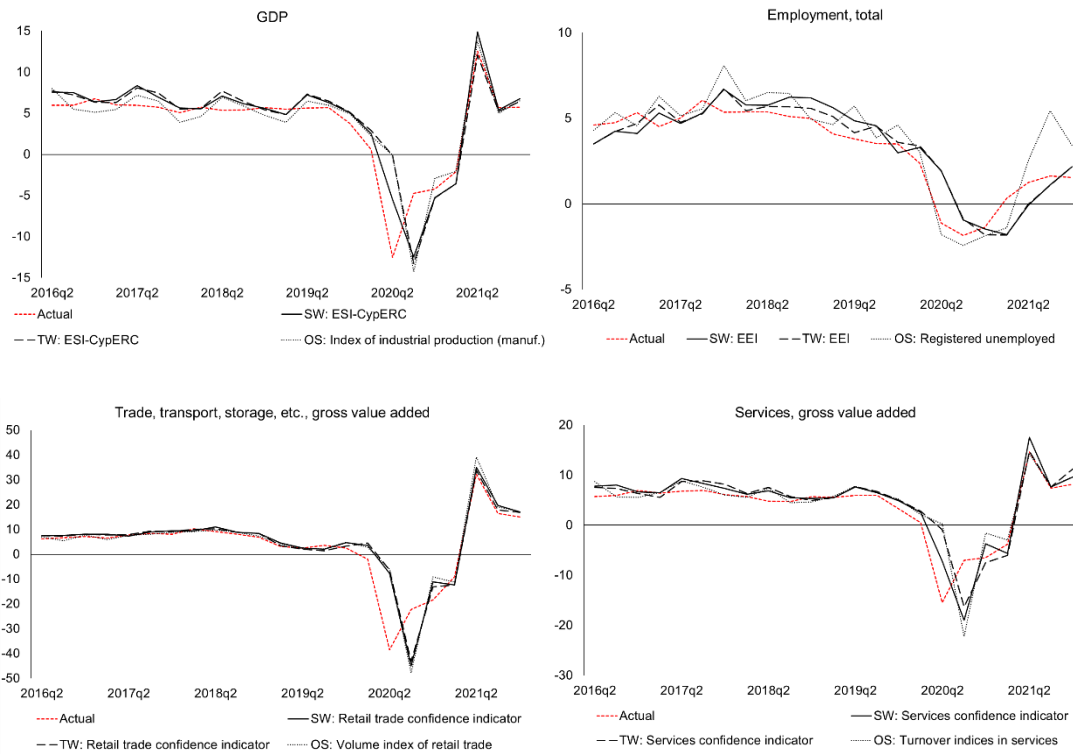 GDP
15
10
5
0
-5
-10
-15
2016q2 2017q2 2018q2 2019q2 2020q2 2021q2
Actual SW: ESI-CypERC
TW: ESI-CypERC OS: Index of industrial production (manuf.)
Employment, total
10
5
0
-5
2016q2 2017q2 2018q2 2019q2 2020q2 2021q2
Actual SW: EEI TW: EEI OS: Registered unemployed
Trade, transport, storage, etc., gross value added
50
40
30
20
10
0
-10
-20
-30
-40
-50
2016q2 2017q2 2018q2 2019q2 2020q2 2021q2
Actual SW: Retail trade confidence indicator
TW: Retail trade confidence indicator OS: Volume index of retail trade
Services, gross value added
20
10
0
-10
-20
-30
2016q2 2017q2 2018q2 2019q2 2020q2 2021q2
Actual SW: Services confidence indicator
TW: Services confidence indicator OS: Turnover indices in services